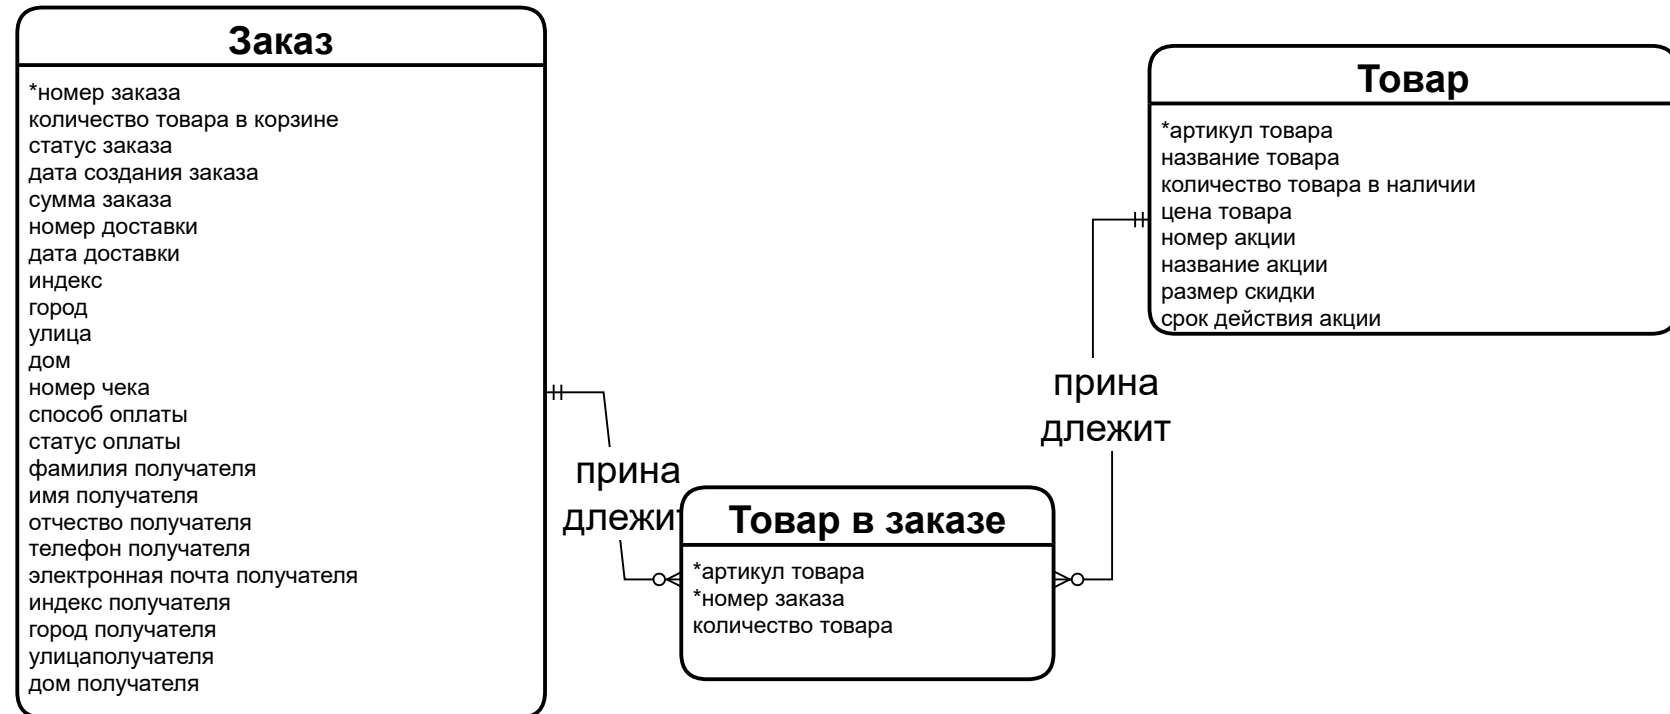 Заказ
*номер заказа
количество товара в корзине
статус заказа
дата создания заказа
сумма заказа
номер доставки
дата доставки
индекс
город
улица
дом
номер чека
способ оплаты
статус оплаты
фамилия получателя
имя получателя
отчество получателя
телефон получателя
электронная почта получателя
индекс получателя
город получателя
улицаполучателя
дом получателя
прина
длежит
Товар в заказе
*артикул товара
*номер заказа
количество товара
прина
длежит
Товар
*артикул товара
название товара
количество товара в наличии
цена товара
номер акции
название акции
размер скидки
срок действия акции